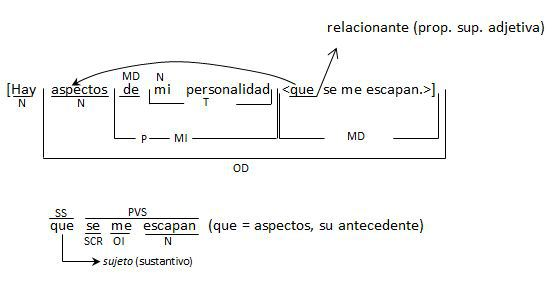 relacionante (prop. sup. adjetiva)
MD N
[Hay aspectos de mi personalidad <que se me escapan.>]
N N T
P MI MD
OD
SS PVS
que se me escapan (que = aspectos, su antecedente)
SCR OI N
sujeto (sustantivo)